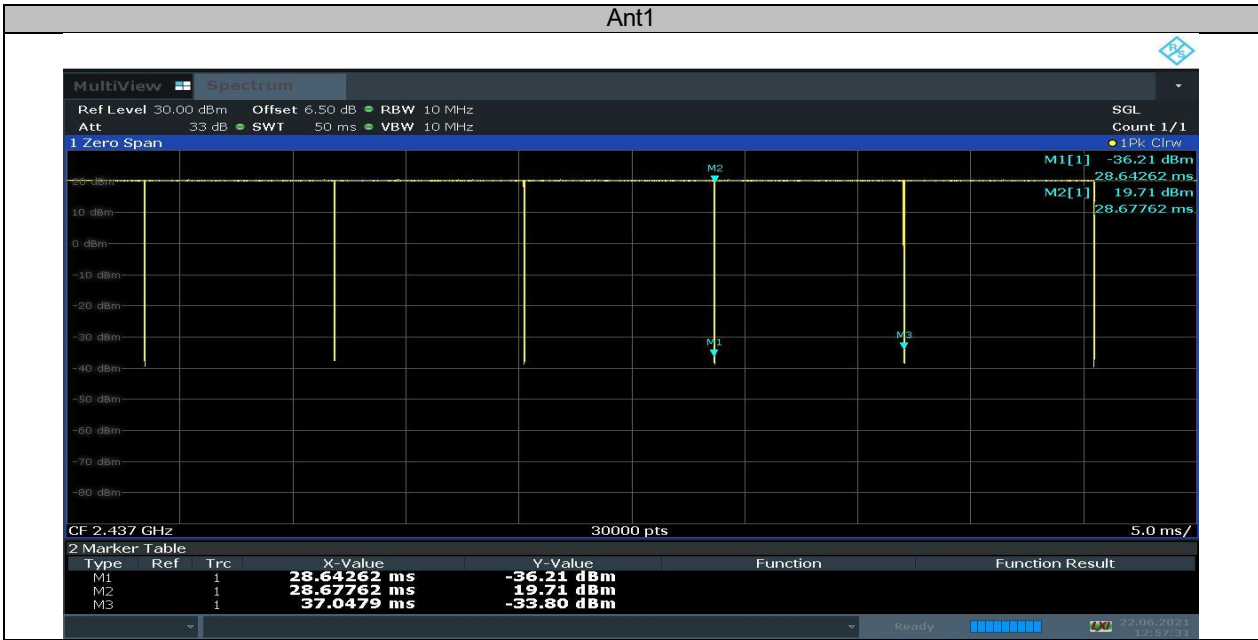 Ant1
R/S
MultiView Spectrum
Ref Level 30.00 dBm Offset 6.50 dB RBW 10 MHz SGL
Att 33 dB SWT 50 ms VBW 10 MHz Count 1/1
1 Zero Span 1Pk Clrw
M1[1] -36.21 dBm
28.64262 ms
M2[1] 19.71 dBm
28.67762 ms
M2
20 dBm
10 dBm
0 dBm
-10 dBm
-20 dBm
-30 dBm
M1
M3
-40 dBm
-50 dBm
-60 dBm
-70 dBm
-80 dBm
CF 2.437 GHz 30000 pts 5.0 ms/
2 Marker Table
Type Ref Trc X-Value Y-Value Function Function Result
M1 1 28.64262 ms -36.21 dBm
M2 1 28.67762 ms 19.71 dBm
M3 1 37.0479 ms -33.80 dBm
Ready 22.06.2021
12:57:31